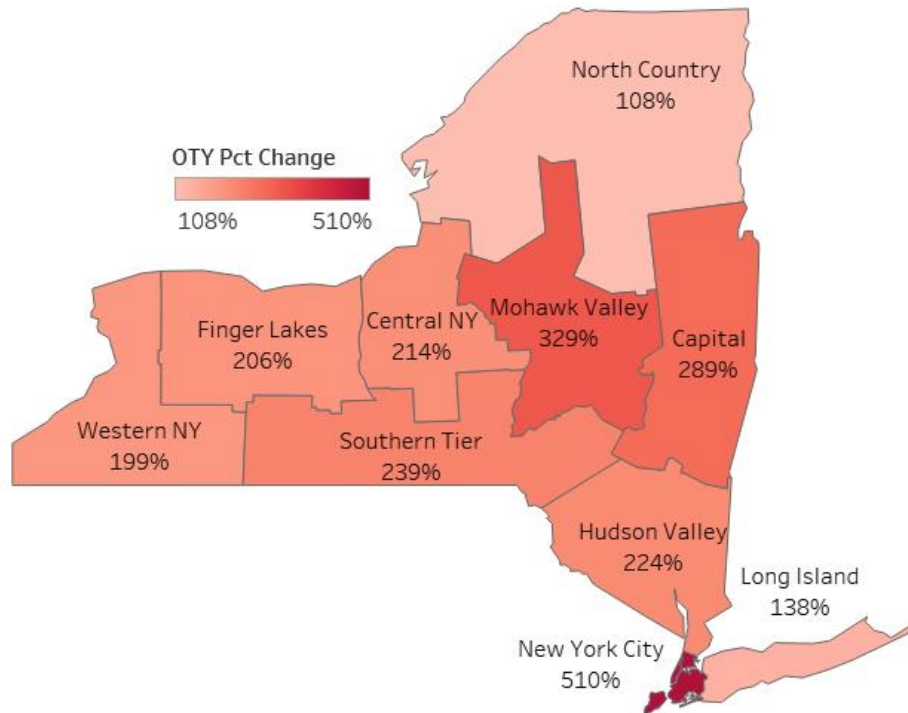 North Country
108%
OTY Pct Change
108%
510%
Mohawk Valley
329%
Finger Lakes
206%
Central NY
214%
Capital
289%
Western NY
199%
Southern Tier
239%
Hudson Valley
224%
Long Island
138%
New York City
510%